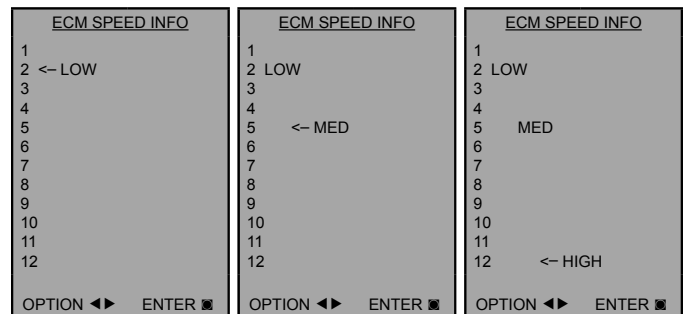 ECM SPEED INFO
1
2 <– LOW
3
4
5
6
7
8
9
10
11
12
OPTION ◀▶ ENTER ◙
ECM SPEED INFO
1
2 LOW
3
4
5 <– MED
6
7
8
9
10
11
12
OPTION ◀▶ ENTER ◙
ECM SPEED INFO
1
2 LOW
3
4
5 MED
6
7
8
9
10
11
12 <– HIGH
OPTION ◀▶ ENTER ◙